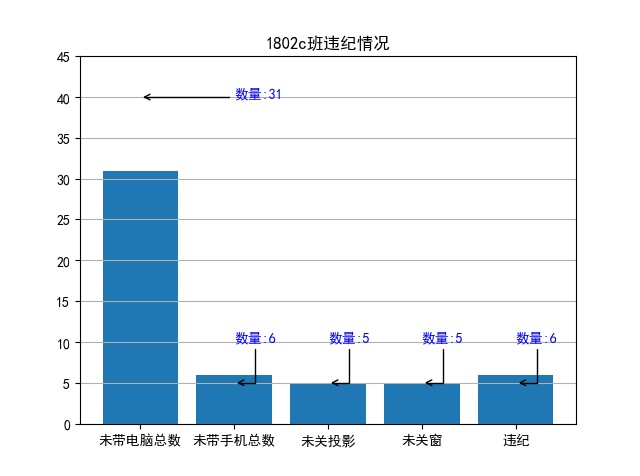 1802c班违纪情况
45
40
35
30
25
20
15
10
5
0
数量:31
数量:6
数量:5
数量:5
数量:6
未带电脑总数
未带手机总数
未关投影
未关窗
违纪